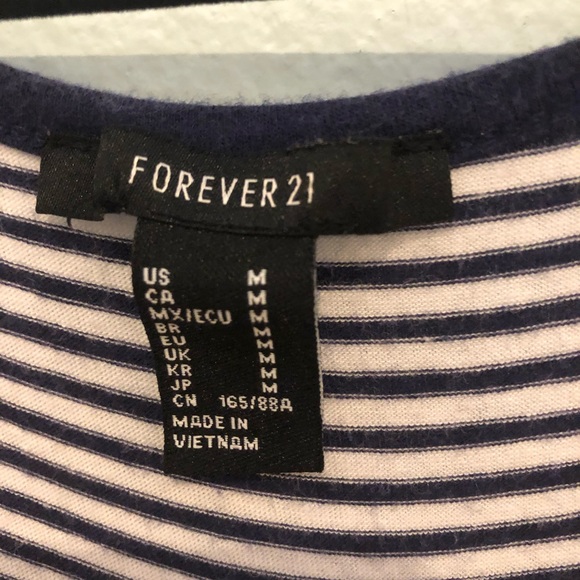 FOREVER 21
US M
CA M
MX/ECU M
BR M
EU M
UK M
KR M
JP M
CN 165/88A
MADE IN
VIETNAM